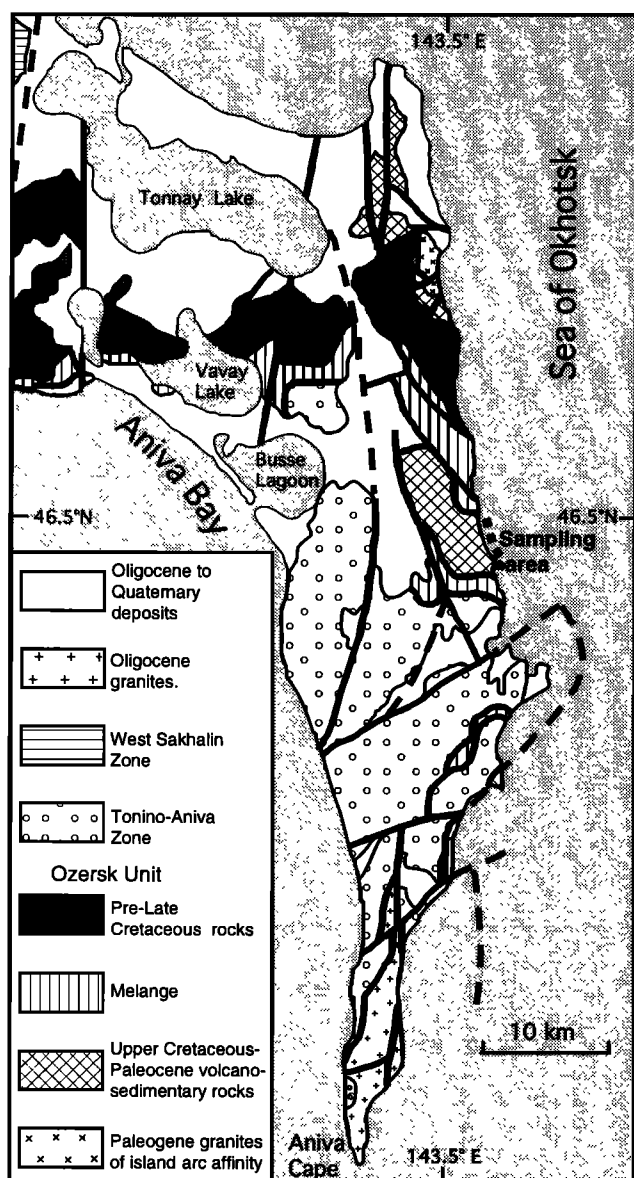 143.5° E
Tonnay Lake
Sea of Okhotsk
Vavay
Lake
Aniva Bay
Busse
Lagoon
46.5°N
46.5°N
Sampling
area
Oligocene to
Quaternary
deposits
Oligocene
granites.
West Sakhalin
Zone
Tonino-Aniva
Zone
Ozersk Unit
Pre-Late
Cretaceous rocks
Melange
Upper Cretaceous-
Paleocene volcano-
sedimentary rocks
Paleogene granites
of island arc affinity
10 km
Aniva
Cape
143.5° E